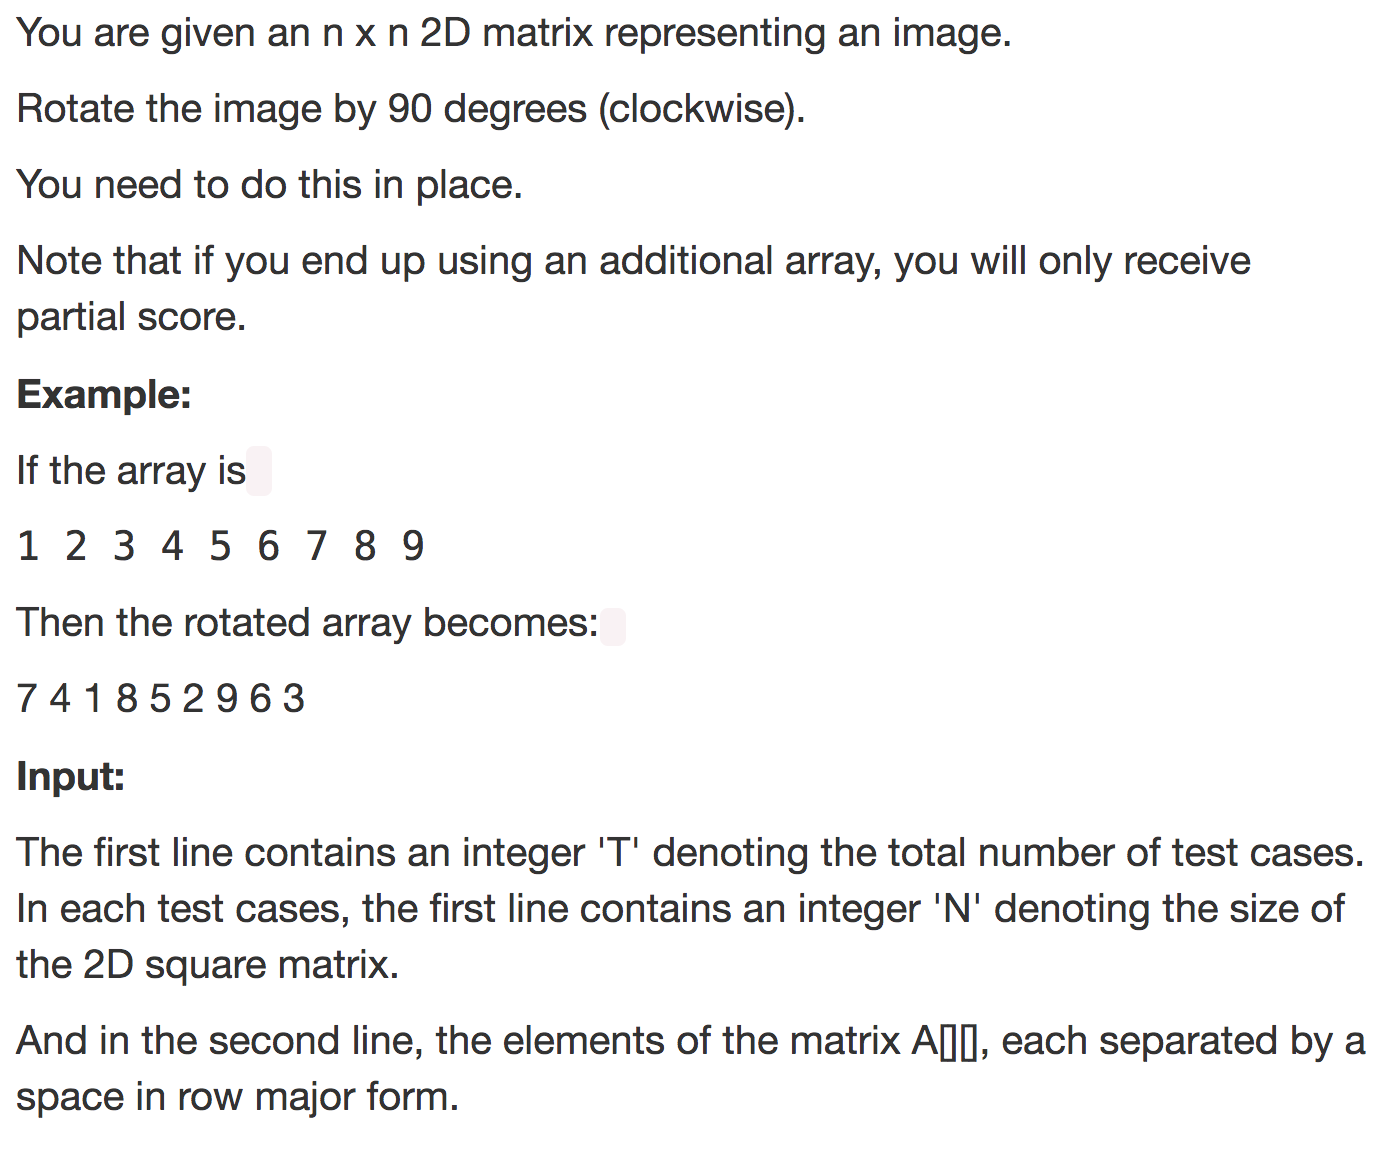 You are given an n x n 2D matrix representing an image.
Rotate the image by 90 degrees (clockwise).
You need to do this in place.
Note that if you end up using an additional array, you will only receive
partial score.
Example:
If the array is
1 2 3 4 5 6 7 8 9
Then the rotated array becomes:
7 4 1 8 5 2 9 6 3
Input:
The first line contains an integer 'T' denoting the total number of test cases.
In each test cases, the first line contains an integer 'N' denoting the size of
the 2D square matrix.
And in the second line, the elements of the matrix A[][], each separated by a
space in row major form.